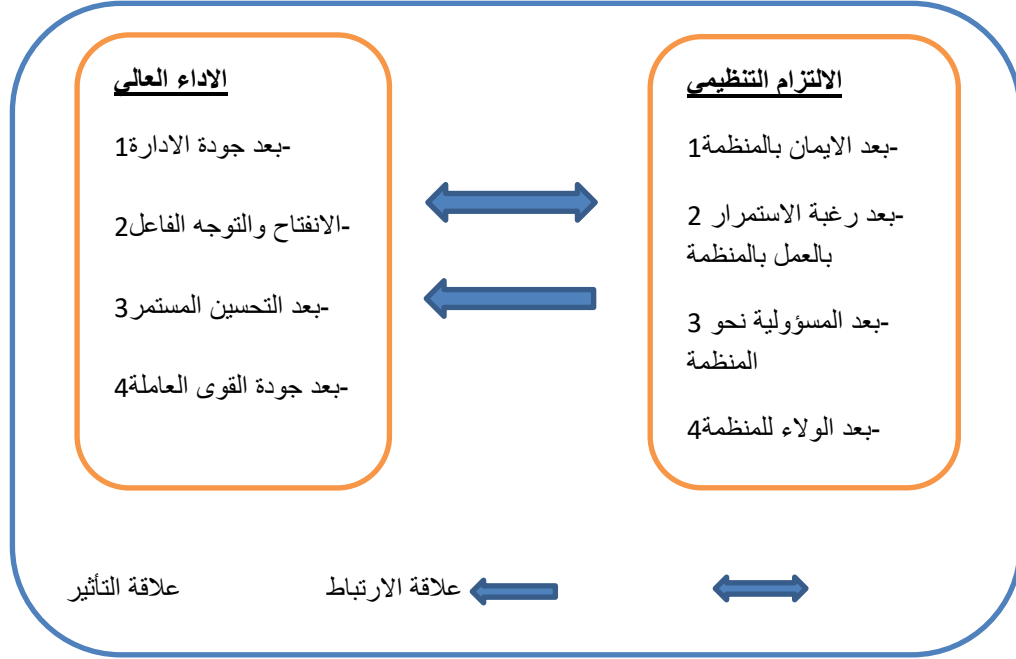 الالتزام التنظيمي
-بعد الايمان بالمنظمة1
-بعد رغبة الاستمرار 2
بالعمل بالمنظمة
-بعد المسؤولية نحو 3
المنظمة
-بعد الولاء للمنظمة4
الاداء العالي
-بعد جودة الادارة1
-الانفتاح والتوجه الفاعل2
-بعد التحسين المستمر3
-بعد جودة القوى العاملة4
علاقة الارتباط
علاقة التأثير